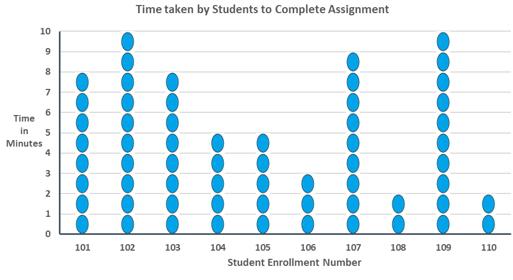 Time taken by Students to Complete Assignment
10
9
8
7
6
5
4
3
2
1
0
Time
in
Minutes
101 102 103 104 105 106 107 108 109 110
Student Enrollment Number